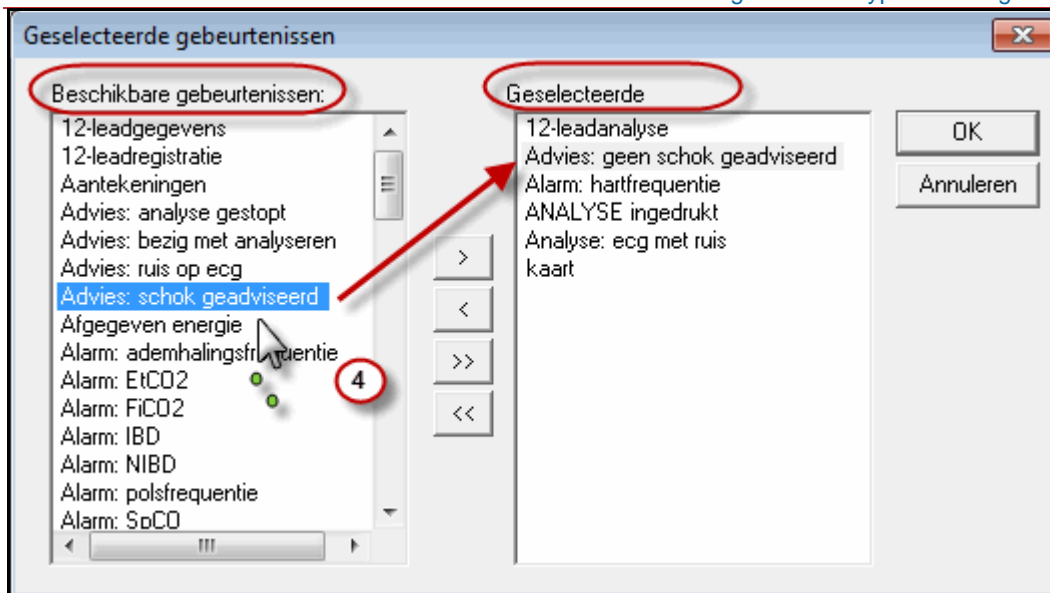 Geselecteerde gebeurtenissen
Beschikbare gebeurtenissen:
12-leadgegevens
12-leadregistratie
Aantekeningen
Advies: analyse gestopt
Advies: bezig met analyseren
Advies: ruis op ecg
Advies: schok geadviseerd
Afgegeven energie
Alarm: ademhalingsfrequentie
Alarm: EtCO2
Alarm: FiCO2
Alarm: IBD
Alarm: NIBD
Alarm: polsfrequentie
Alarm: SpCO
4
>
<
>>
<<
Geselecteerde
12-leadanalyse
Advies: geen schok geadviseerd
Alarm: hartfrequentie
ANALYSE ingedrukt
Analyse: ecg met ruis
kaart
OK
Annuleren